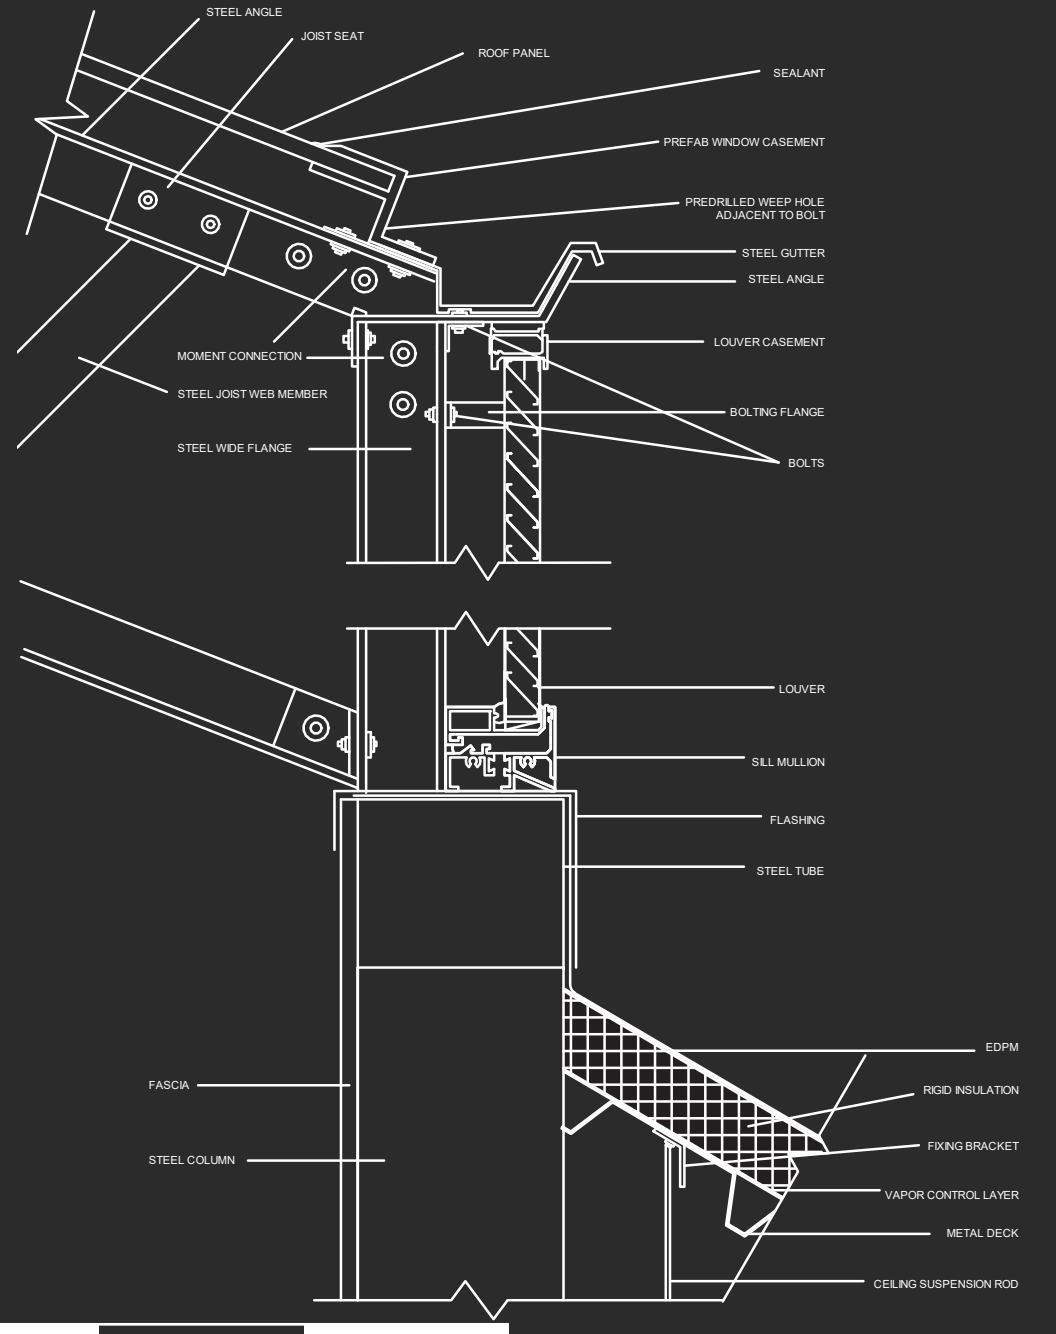 STEEL ANGLE
JOIST SEAT
ROOF PANEL
SEALANT
PREFAB WINDOW CASEMENT
PREDRILLED WEEP HOLE
ADJACENT TO BOLT
STEEL GUTTER
STEEL ANGLE
LOUVER CASEMENT
MOMENT CONNECTION
STEEL JOIST WEB MEMBER
BOLTING FLANGE
STEEL WIDE FLANGE
BOLTS
LOUVER
SILL MULLION
FLASHING
STEEL TUBE
EDPM
FASCIA
RIGID INSULATION
FIXING BRACKET
STEEL COLUMN
VAPOR CONTROL LAYER
METAL DECK
CEILING SUSPENSION ROD